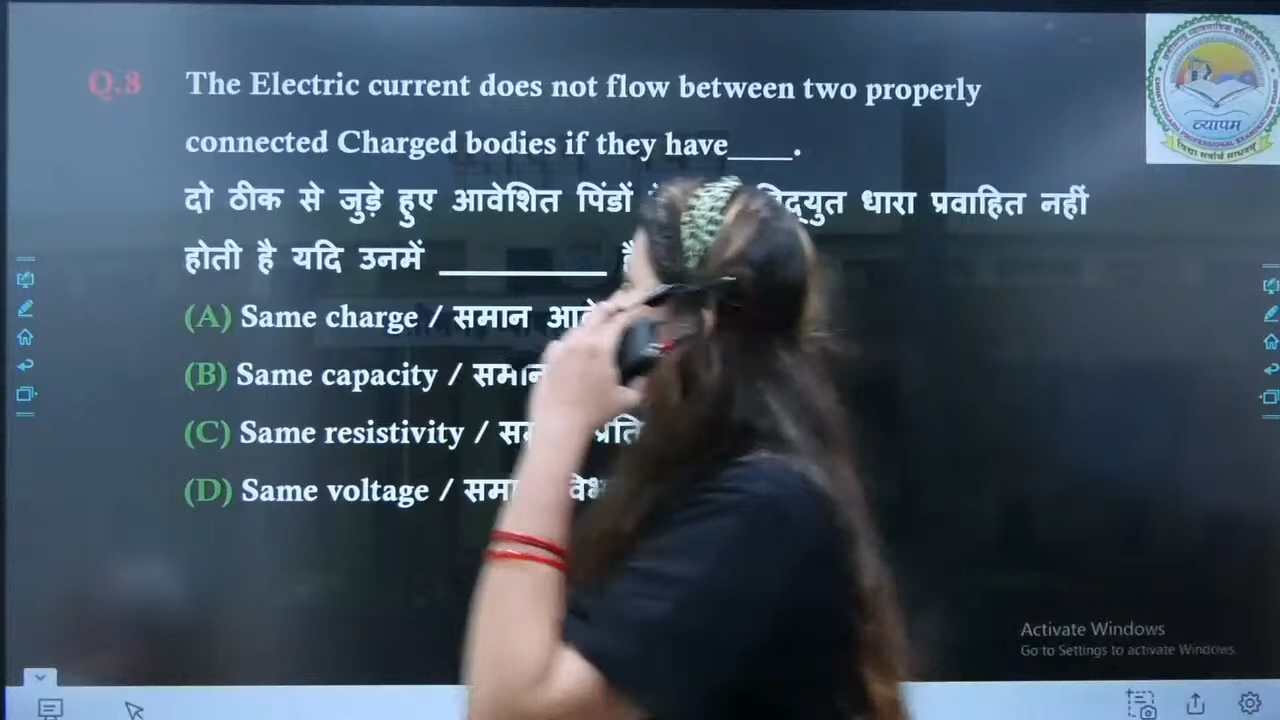 Q.3 The Electric current does not flow between two properly
connected Charged bodies if they have____.
दो ठीक से जुड़े हुए आवेशित पिंडों धारा प्रवाहित नहीं
होती है यदि उनमें __________
(A) Same charge / समान
(B) Same capacity / समान
(C) Same resistivity /
(D) Same voltage /
व्यापम
Activate Windows
Go to Settings to activate Windows.